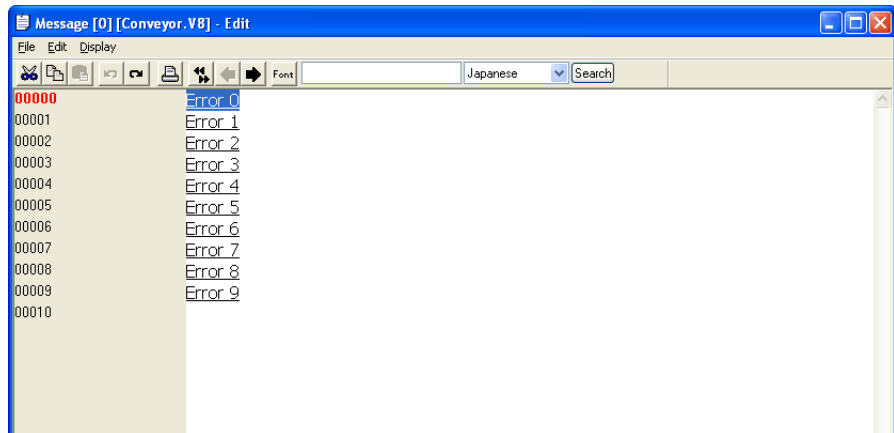 Message [0] [Conveyor.V8] - Edit
File Edit Display
Font Japanese Search
00000 Error 0
00001 Error 1
00002 Error 2
00003 Error 3
00004 Error 4
00005 Error 5
00006 Error 6
00007 Error 7
00008 Error 8
00009 Error 9
00010